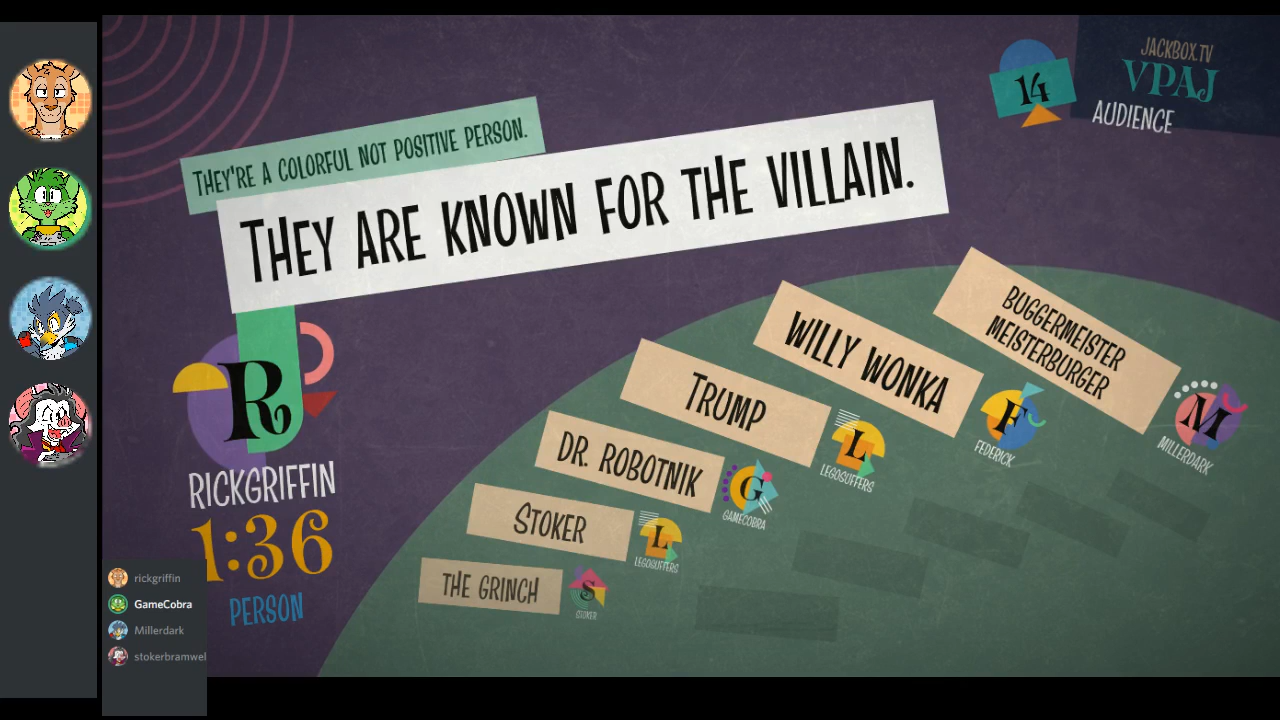 JACKBOX.TV
VPAJ
AUDIENCE
14
THEY'RE A COLORFUL NOT POSITIVE PERSON.
THEY ARE KNOWN FOR THE VILLAIN.
BUGGERMEISTER
MEISTERBURGER
M
MILLERDARK
WILLY WONKA
F
FEDERICK
TRUMP
L
LEGOSUFFERS
DR. ROBOTNIK
G
GAMECOBRA
STOKER
L
LEGOSUFFERS
THE GRINCH
S
STOKER
R
RICKGRIFFIN
1:36
PERSON
rickgriffin
GameCobra
Millerdark
stokerbramwel